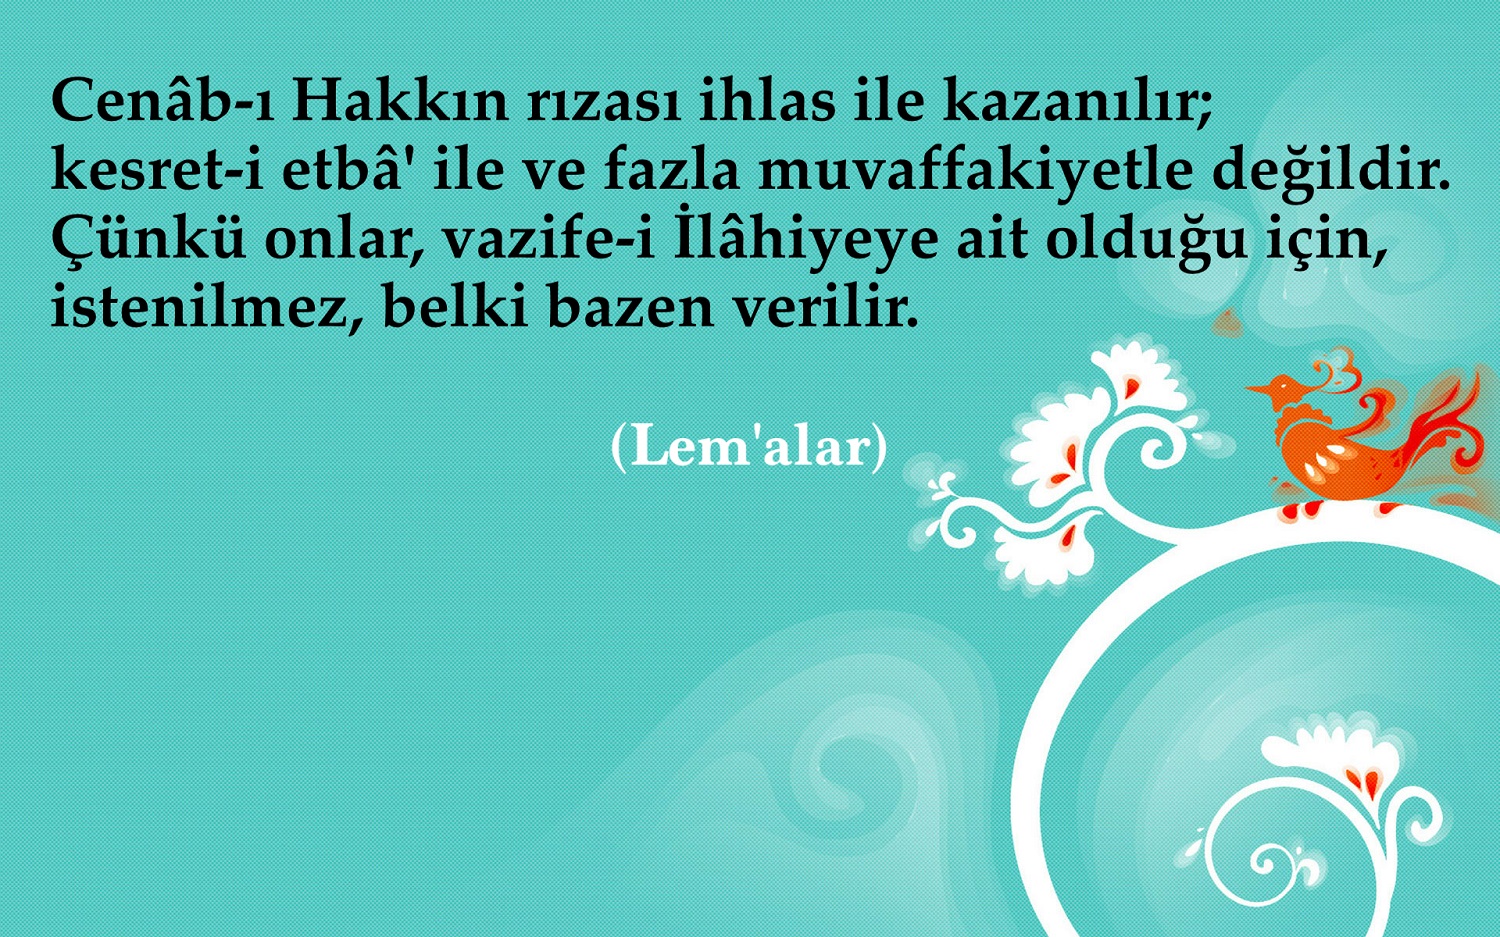 Cenâb-ı Hakkın rızası ihlas ile kazanılır;
kesret-i etbâ' ile ve fazla muvaffakiyetle değildir.
Çünkü onlar, vazife-i İlâhiyeye ait olduğu için,
istenilmez, belki bazen verilir.
(Lem'alar)